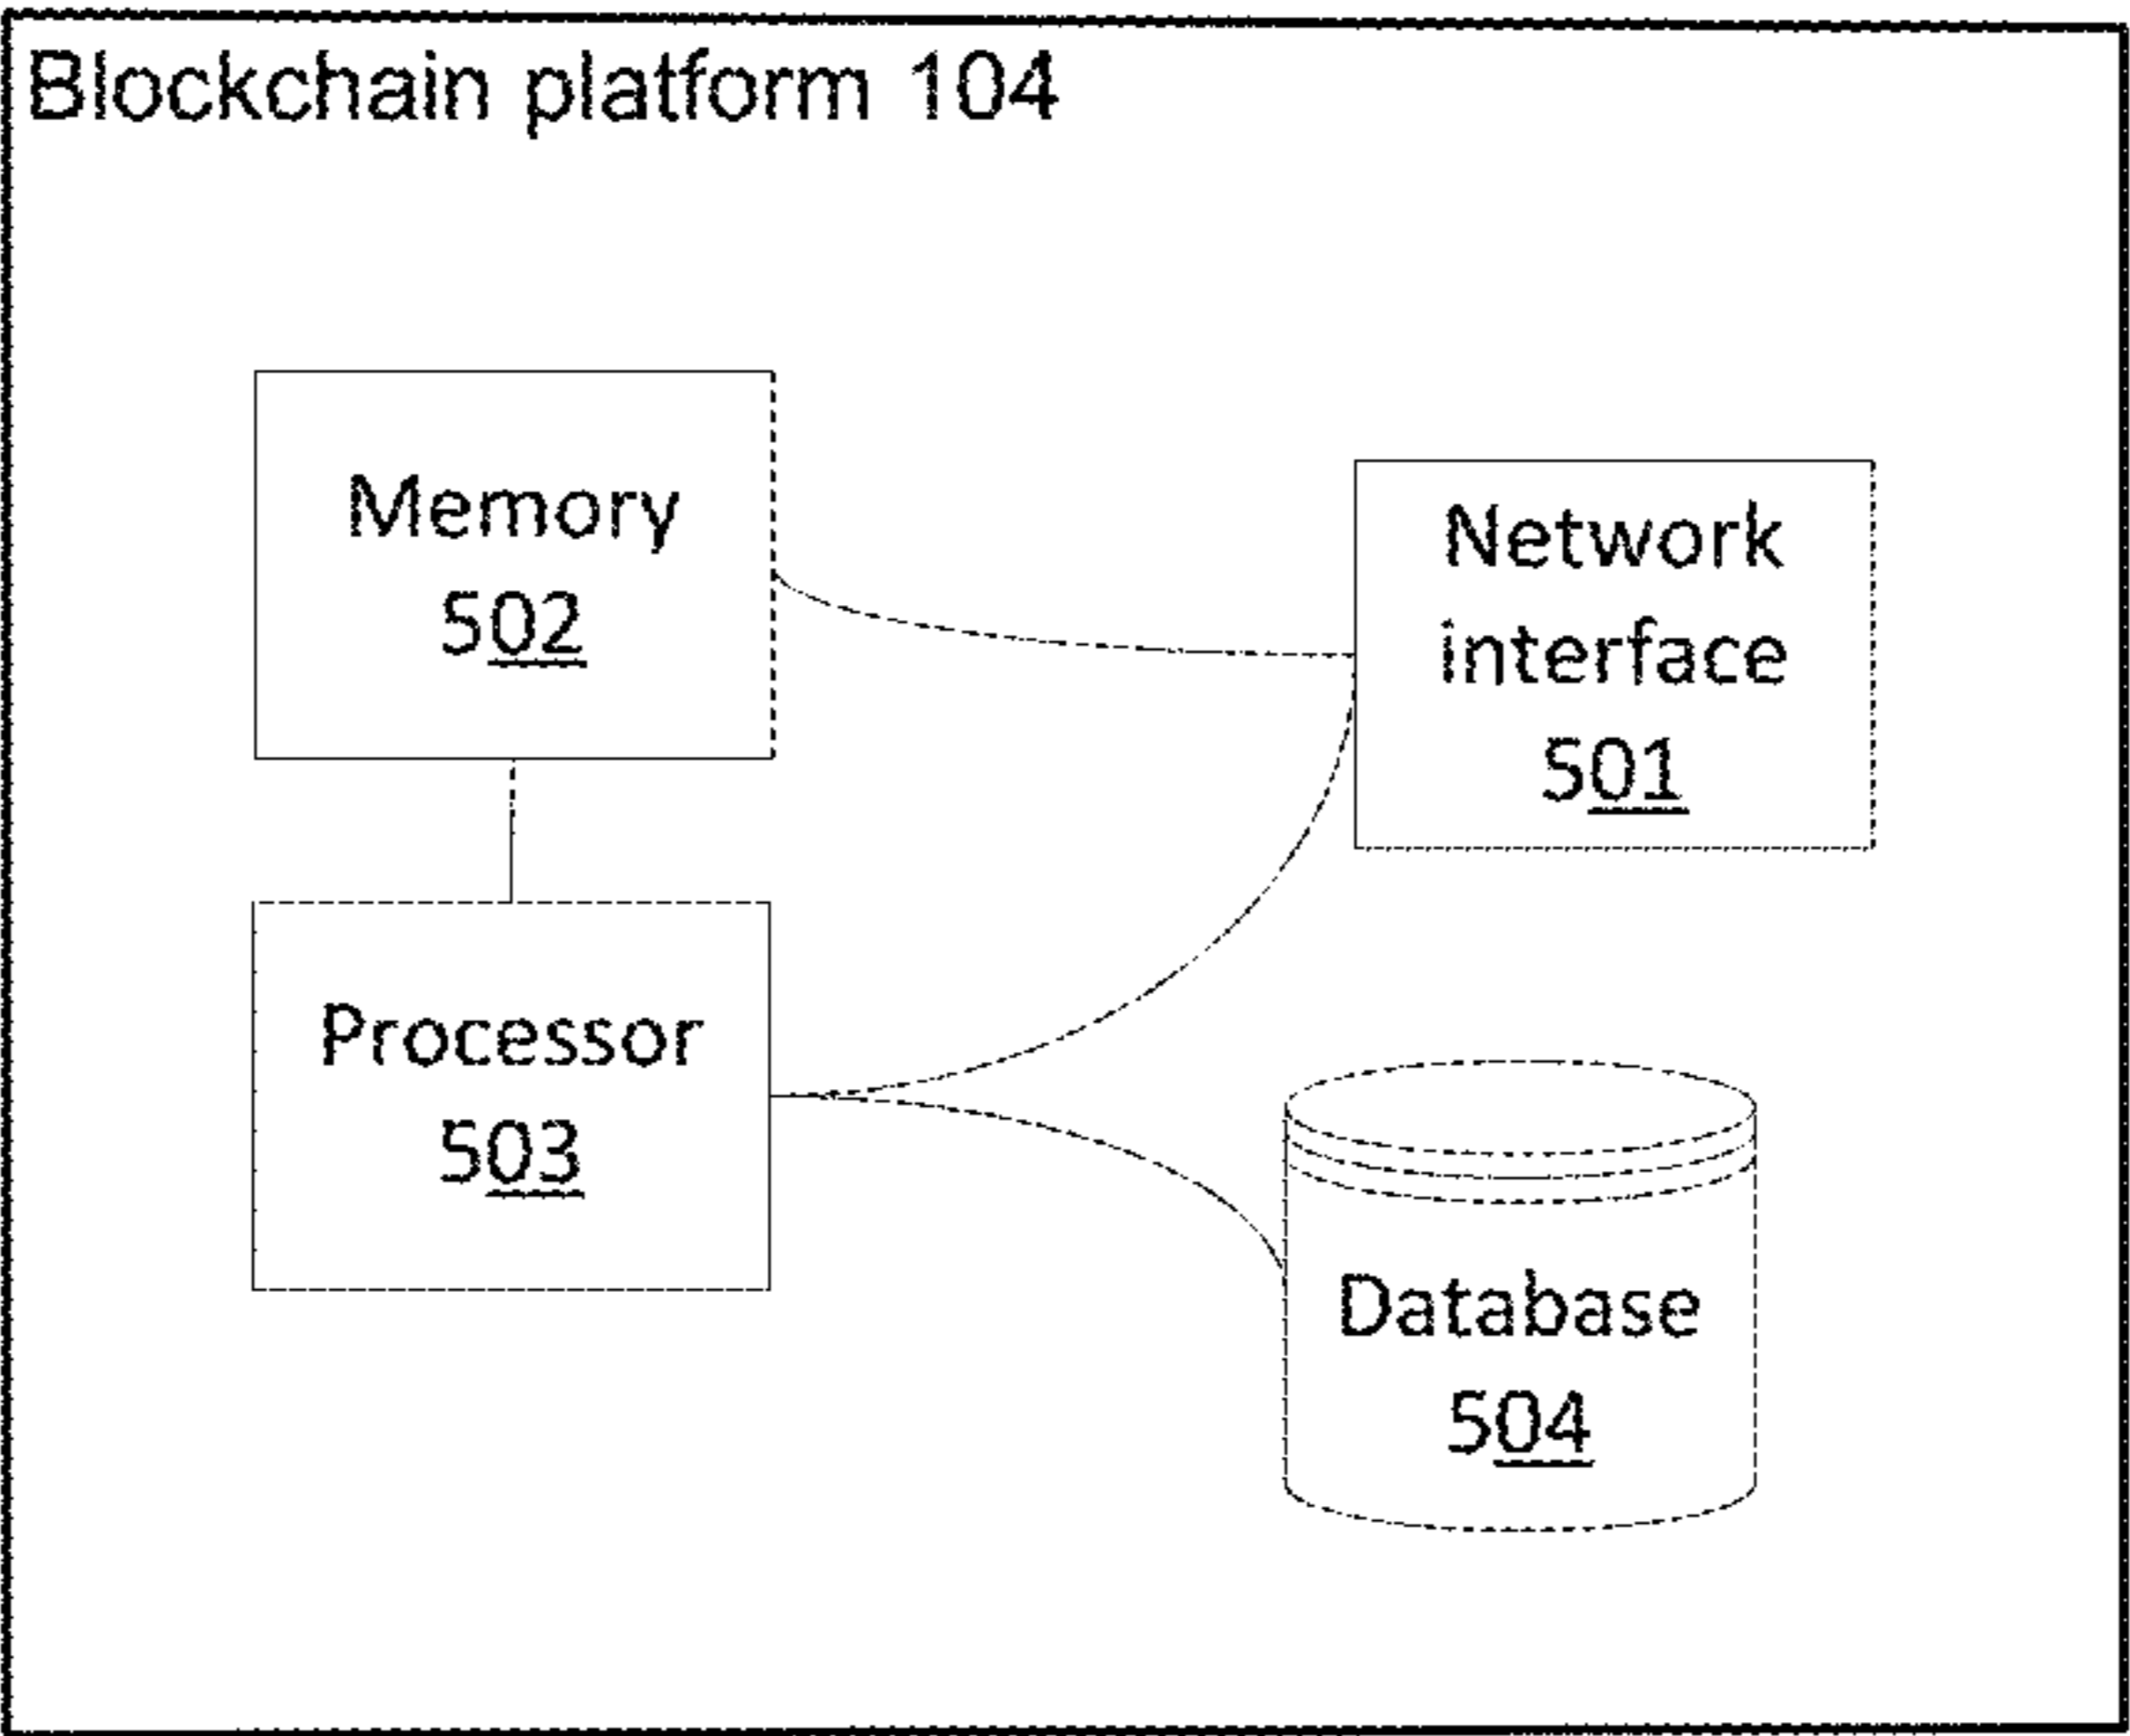 Blockchain platform 104
Memory
502
Network
interface
501
Processor
503
Database
504